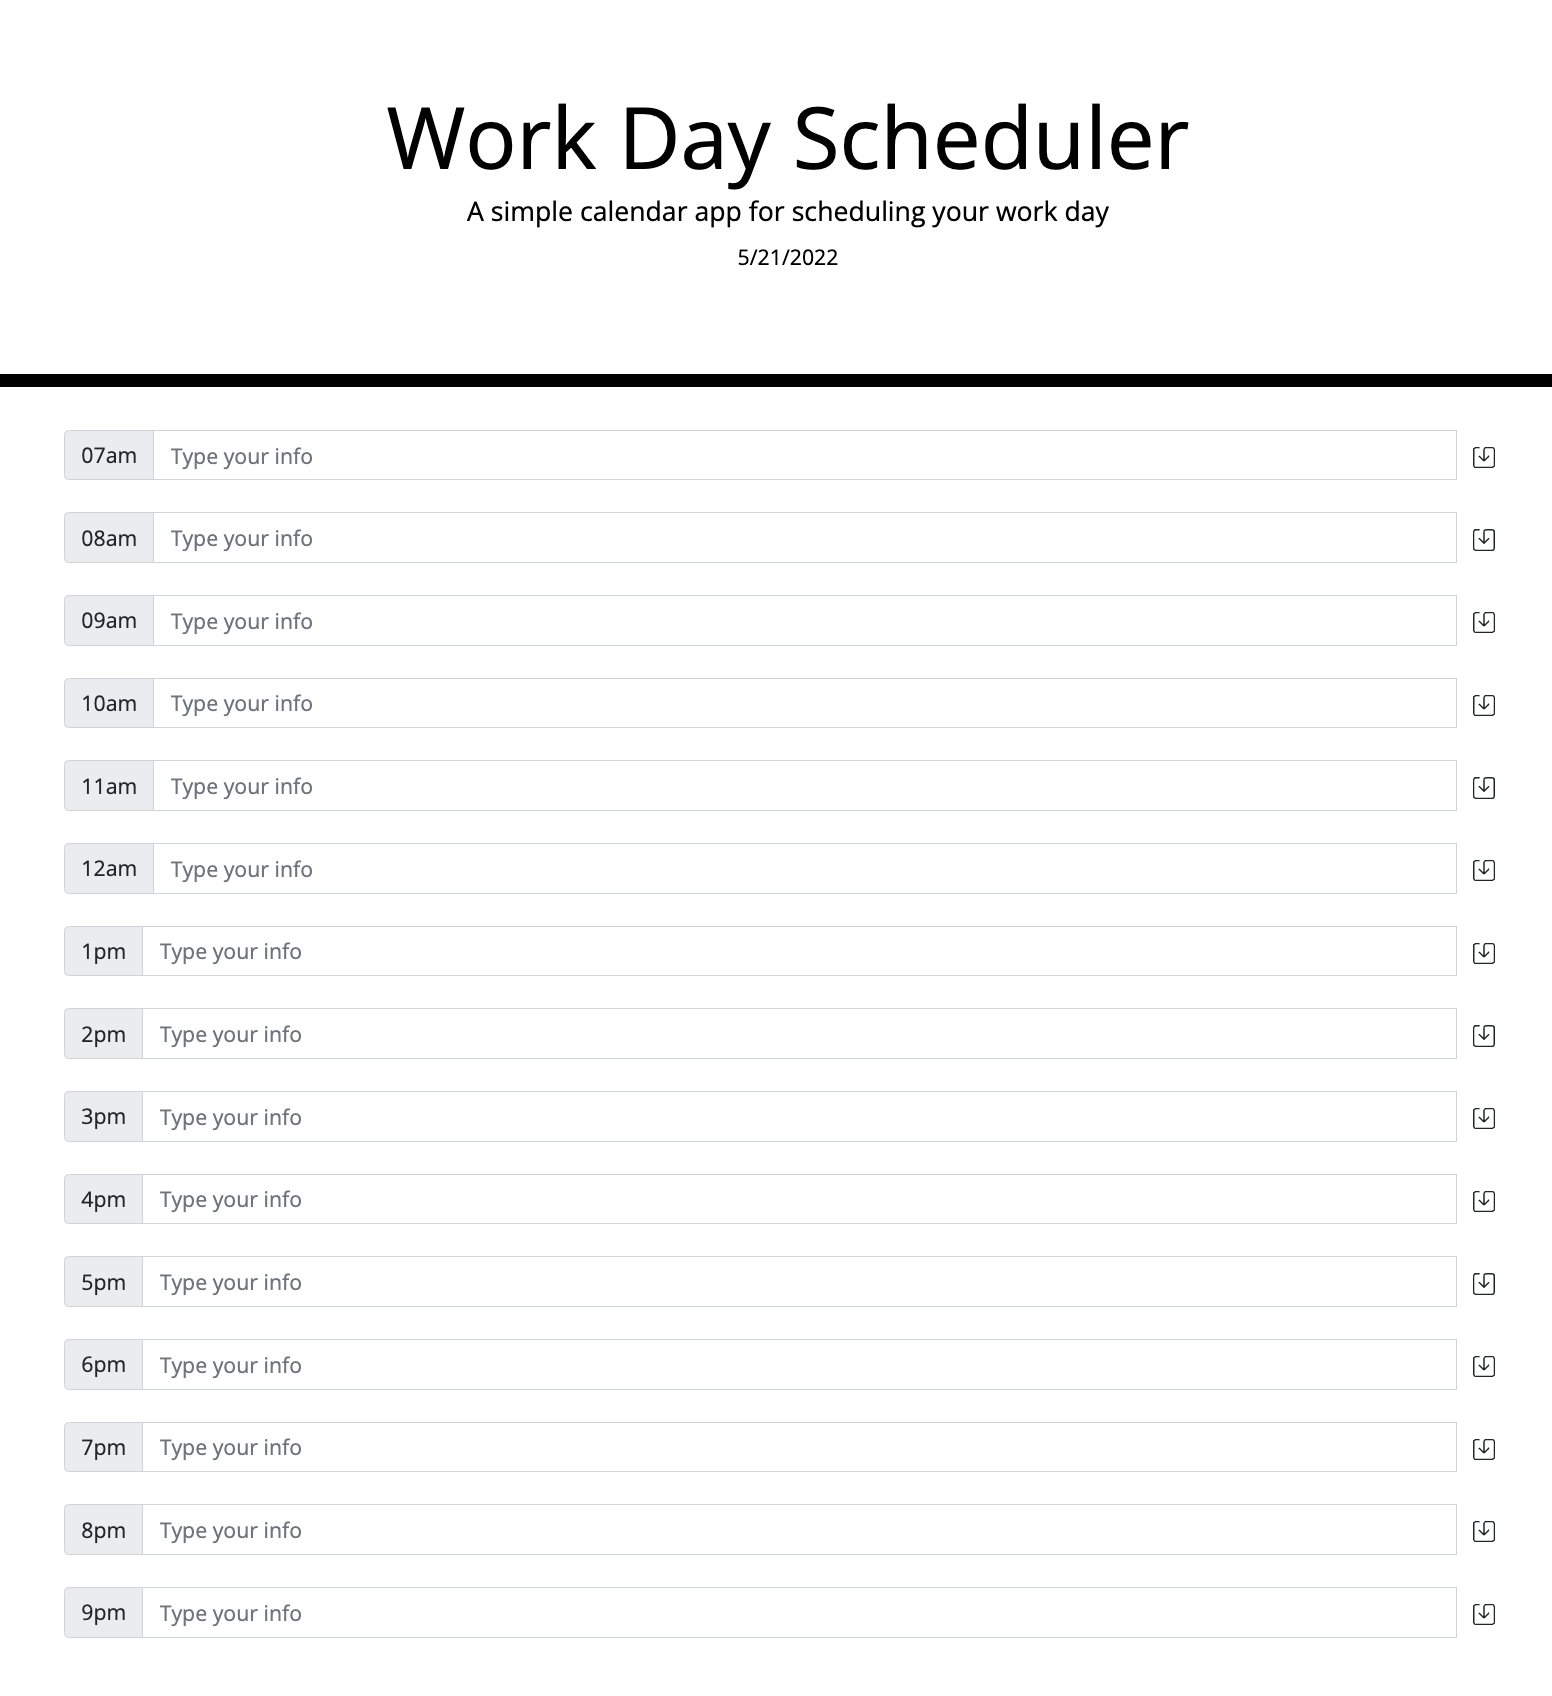 Work Day Scheduler
A simple calendar app for scheduling your work day
5/21/2022
07am Type your info
08am Type your info
09am Type your info
10am Type your info
11am Type your info
12am Type your info
1pm Type your info
2pm Type your info
3pm Type your info
4pm Type your info
5pm Type your info
6pm Type your info
7pm Type your info
8pm Type your info
9pm Type your info